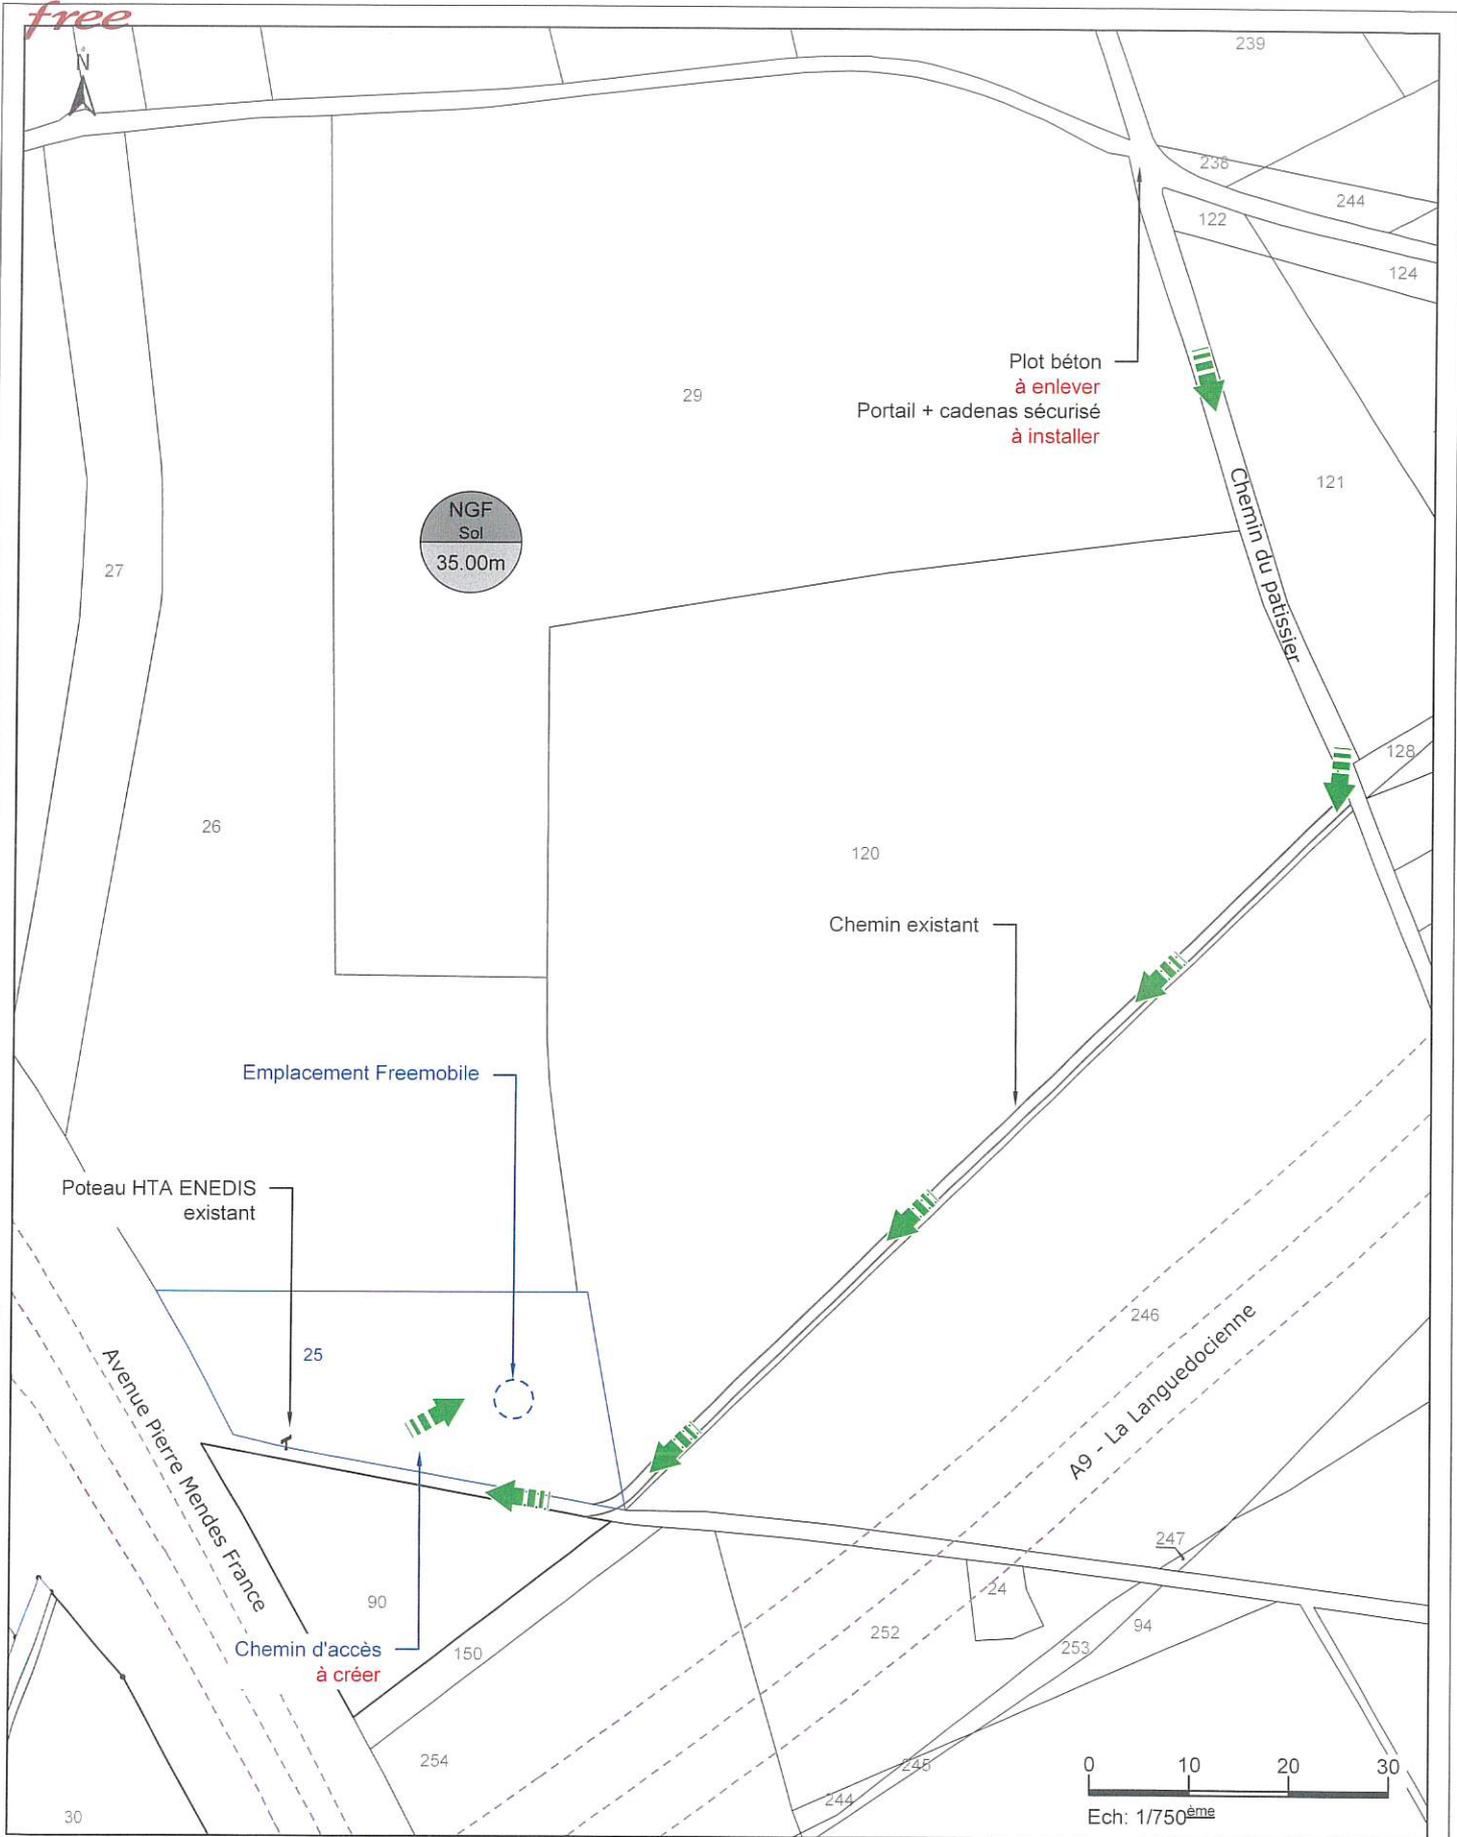 free
N
239
238
244
122
124
Plot béton
à enlever
Portail + cadenas sécurisé
à installer
29
121
Chemin du patissier
NGF
Sol
35.00m
27
128
26
120
Chemin existant
Emplacement Freemobile
Poteau HTA ENEDIS
existant
246
A9 - La Languedocienne
25
Avenue Pierre Mendes France
247
24
90
94
252
253
Chemin d'accès
à créer
150
254
245
244
30
0 10 20 30
Ech: 1/750ème